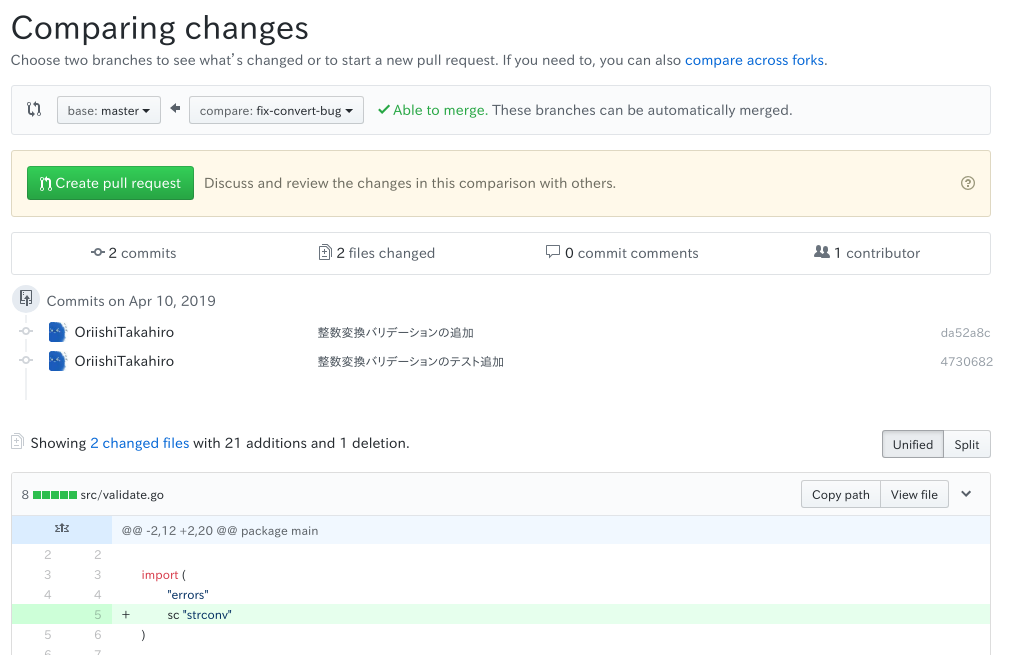 Comparing changes
Choose two branches to see what's changed or to start a new pull request. If you need to, you can also compare across forks.
base: master compare: fix-convert-bug Able to merge. These branches can be automatically merged.
Create pull request Discuss and review the changes in this comparison with others.
2 commits 2 files changed 0 commit comments 1 contributor
Commits on Apr 10, 2019
OriishiTakahiro 整数変換バリデーションの追加 da52a8c
OriishiTakahiro 整数変換バリデーションのテスト追加 4730682
Showing 2 changed files with 21 additions and 1 deletion. Unified Split
8 src/validate.go Copy path View file
@@ -2,12 +2,20 @@ package main
2 2
3 3 import (
4 4 "errors"
5 + sc "strconv"
5 6 )
6 7